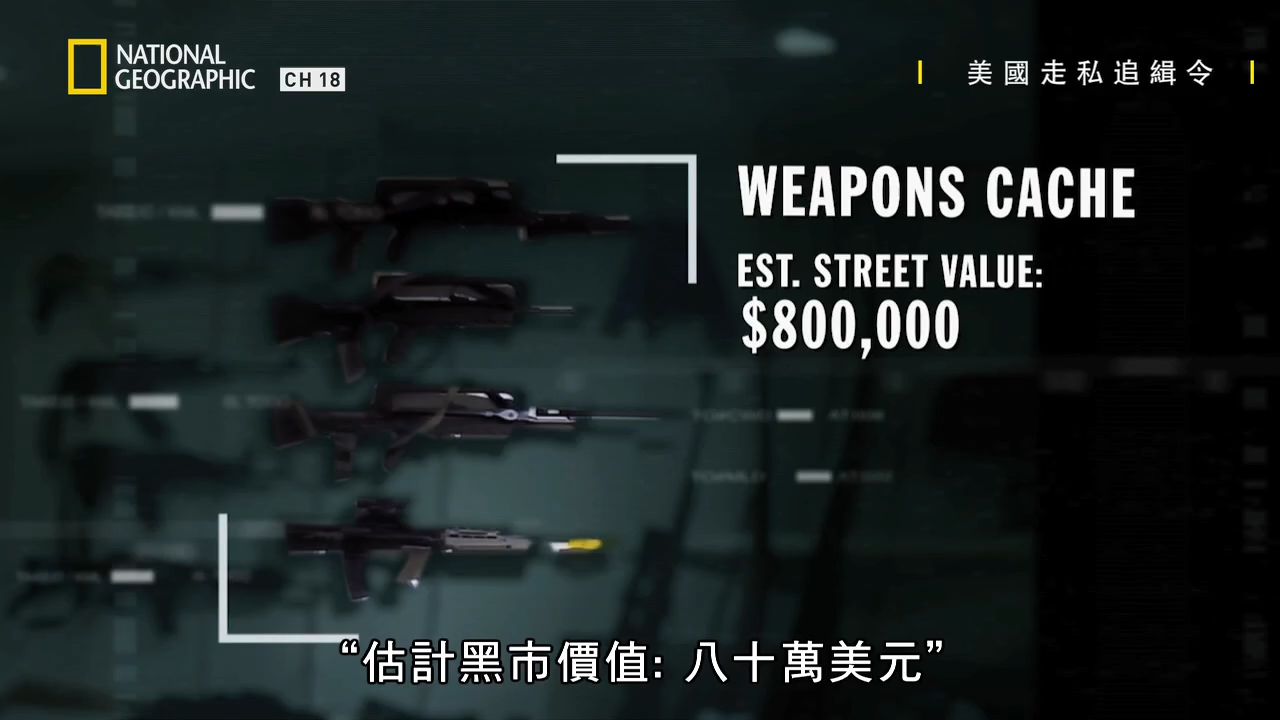 NATIONAL
GEOGRAPHIC
CH 18
美國走私追緝令
WEAPONS CACHE
EST. STREET VALUE:
$800,000
“估計黑市價值: 八十萬美元”